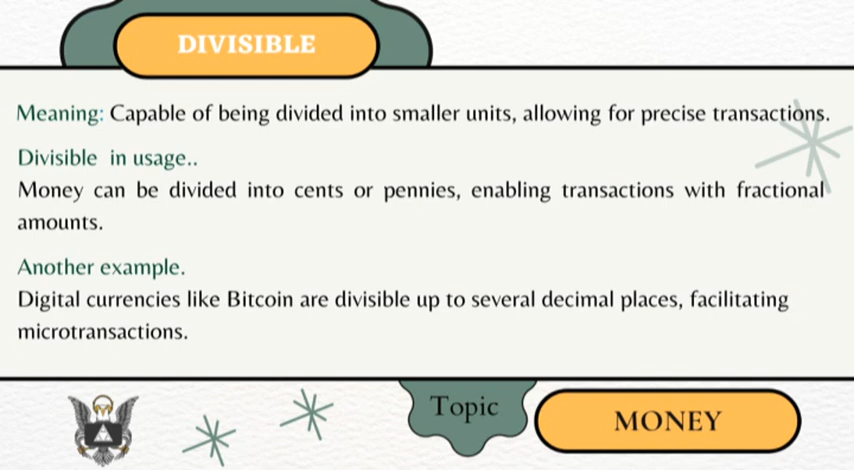 DIVISIBLE
Meaning: Capable of being divided into smaller units, allowing for precise transactions.
Divisible in usage..
Money can be divided into cents or pennies, enabling transactions with fractional
amounts.
Another example.
Digital currencies like Bitcoin are divisible up to several decimal places, facilitating
microtransactions.
Topic
MONEY